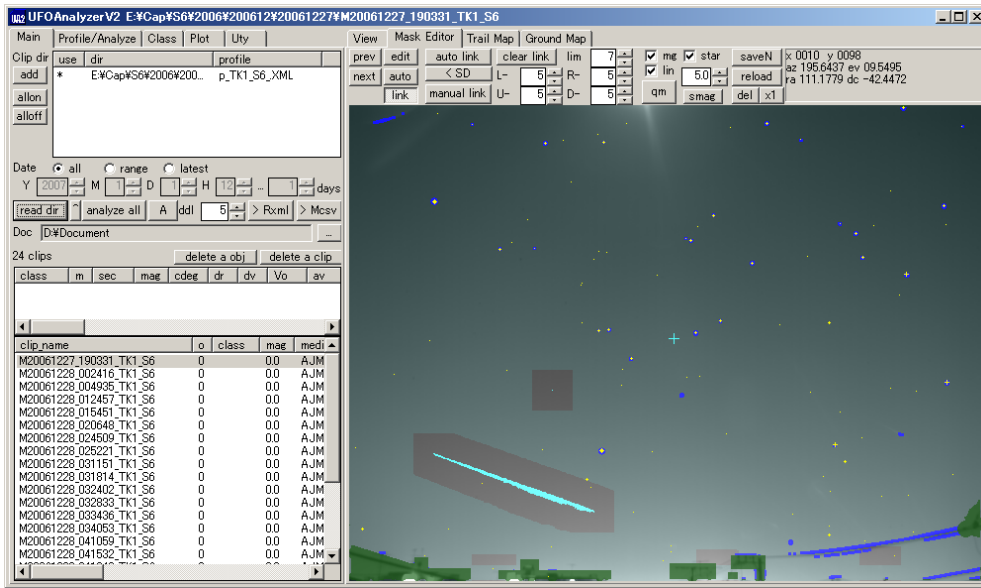 UFOAnalyzerV2 E:¥Cap¥S6¥2006¥200612¥20061227¥M20061227_190331_TK1_S6
Main Profile/Analyze Class Plot Uty
Clip dir use dir profile
add * E:¥Cap¥S6¥2006¥200... p_TK1_S6_.XML
allon
alloff
Date all range latest
Y 2007 M 1 D 1 H 12 ... 1 days
read dir ^ analyze all A ddl 5 > Rxml > Mcsv
Doc D:¥Document ...
24 clips delete a obj delete a clip
class m sec mag cdeg dr dv Vo av
clip_name o class mag medi
M20061227_190331_TK1_S6 0 0.0 AJM
M20061228_002416_TK1_S6 0 0.0 AJM
M20061228_004935_TK1_S6 0 0.0 AJM
M20061228_012457_TK1_S6 0 0.0 AJM
M20061228_015451_TK1_S6 0 0.0 AJM
M20061228_020648_TK1_S6 0 0.0 AJM
M20061228_024509_TK1_S6 0 0.0 AJM
M20061228_025221_TK1_S6 0 0.0 AJM
M20061228_031151_TK1_S6 0 0.0 AJM
M20061228_031814_TK1_S6 0 0.0 AJM
M20061228_032402_TK1_S6 0 0.0 AJM
M20061228_032833_TK1_S6 0 0.0 AJM
M20061228_033436_TK1_S6 0 0.0 AJM
M20061228_034053_TK1_S6 0 0.0 AJM
M20061228_041059_TK1_S6 0 0.0 AJM
M20061228_041532_TK1_S6 0 0.0 AJM
View Mask Editor Trail Map Ground Map
prev edit auto link clear link lim 7 mg star saveN x 0010 y 0098
next auto < SD L- 5 R- 5 lin 5.0 reload az 195.6437 ev 09.5495
link manual link U- 5 D- 5 qm smag del x1 ra 111.1779 dc -42.4472